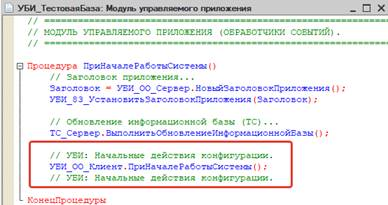 УБИ_ТестоваяБаза: Модуль управляемого приложения
// ========================================================
// МОДУЛЬ УПРАВЛЯЕМОГО ПРИЛОЖЕНИЯ (ОБРАБОТЧИКИ СОБЫТИЙ).
// ========================================================
Процедура ПриНачалеРаботыСистемы()
// Заголовок приложения...
Заголовок = УБИ_ОО_Сервер.НовыйЗаголовокПриложения();
УБИ_83_УстановитьЗаголовокПриложения(Заголовок);
// Обновление информационной базы (ТС)...
ТС_Сервер.ВыполнитьОбновлениеИнформационнойБазы();
// УБИ: Начальные действия конфигурации.
УБИ_ОО_Клиент.ПриНачалеРаботыСистемы();
// УБИ: Начальные действия конфигурации.
КонецПроцедуры